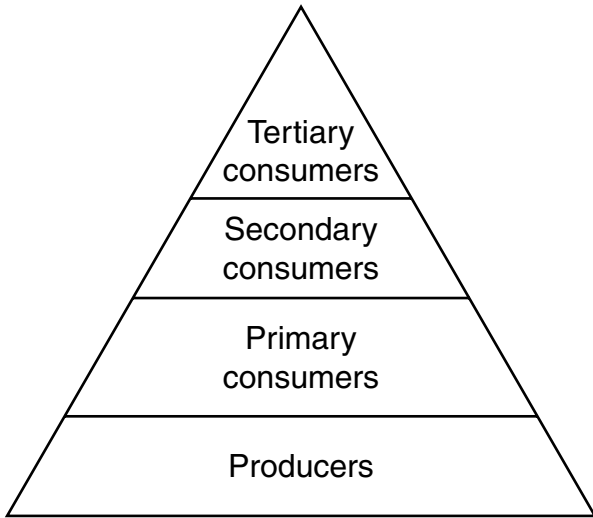 Tertiary
consumers
Secondary
consumers
Primary
consumers
Producers